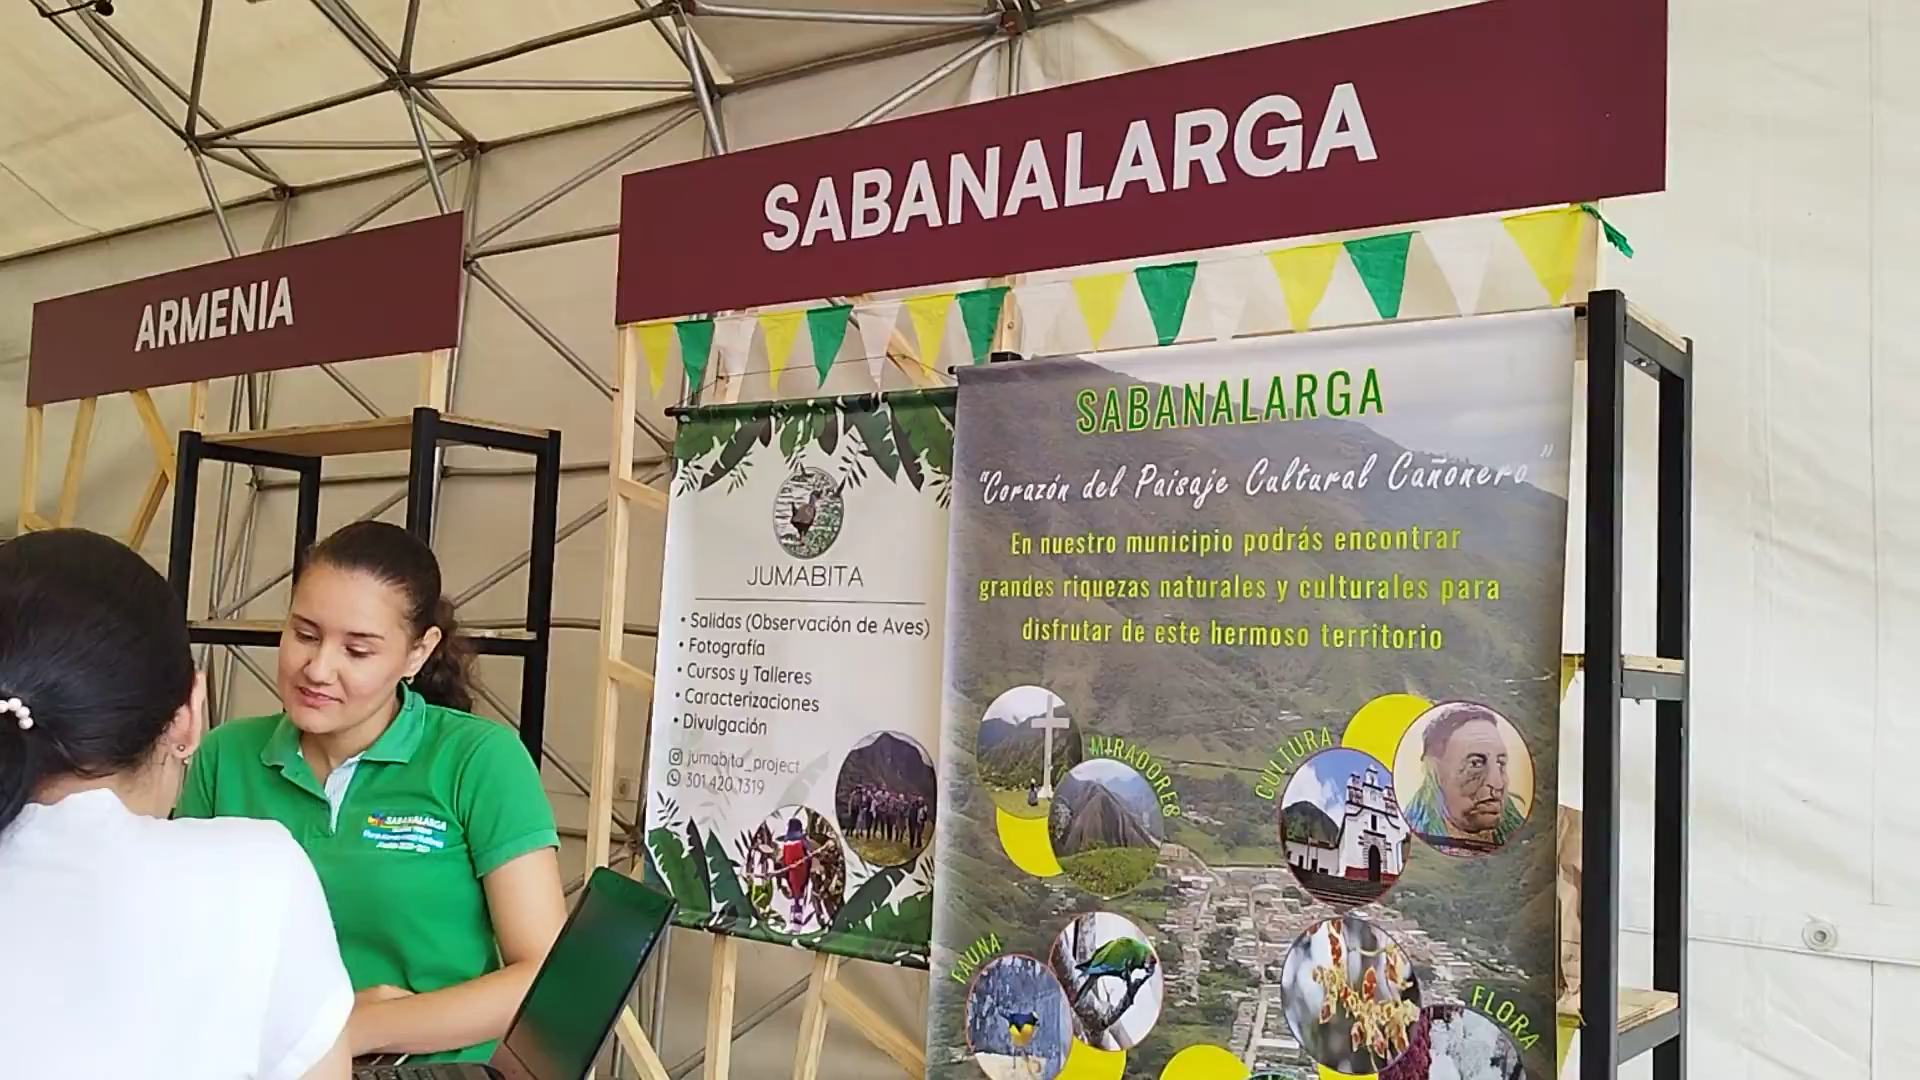 ARMENIA
SABANALARGA
JUMABITA
• Salidas (Observación de Aves)
• Fotografía
• Cursos y Talleres
• Caracterizaciones
• Divulgación
jumabita_project
301 420 1319
SABANALARGA
"Corazón del Paisaje Cultural Cañonero"
En nuestro municipio podrás encontrar
grandes riquezas naturales y culturales para
disfrutar de este hermoso territorio
MIRADORES
CULTURA
FAUNA
FLORA
SABANALARGA